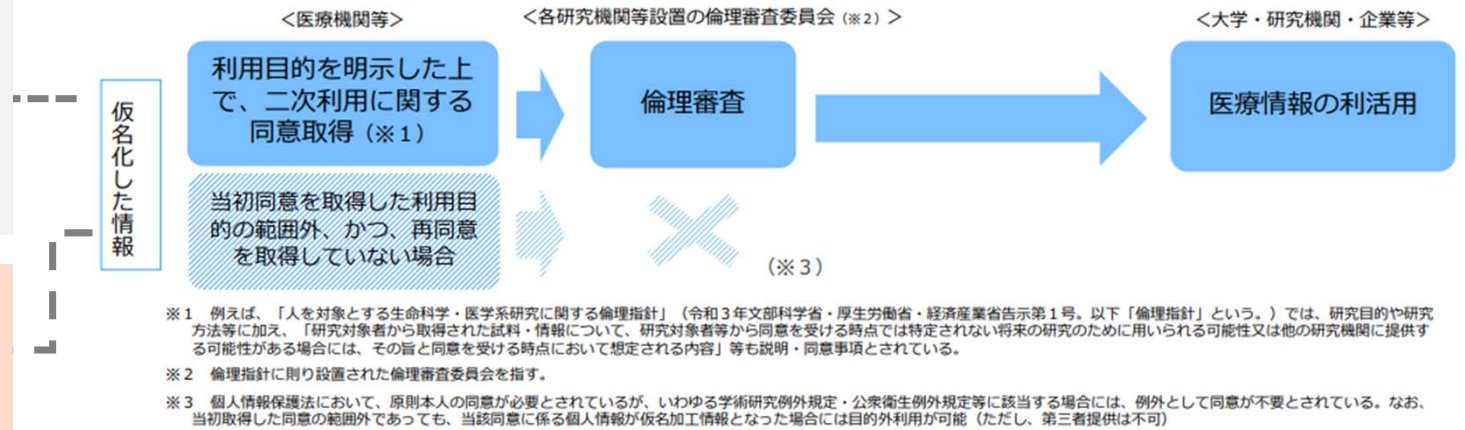 <医療機関等>
<各研究機関等設置の倫理審査委員会(※2)>
<大学・研究機関・企業等>
仮名化した情報
利用目的を明示した上
で、二次利用に関する
同意取得(※1)
倫理審査
医療情報の利活用
当初同意を取得した利用目
的の範囲外、かつ、再同意
を取得していない場合
(※3)
※1 例えば、「人を対象とする生命科学・医学系研究に関する倫理指針」(令和3年文部科学省・厚生労働省・経済産業省告示第1号。以下「倫理指針」という。)では、研究目的や研究
方法等に加え、「研究対象者から取得された試料・情報について、研究対象者等から同意を受ける時点では特定されない将来の研究のために用いられる可能性又は他の研究機関に提供す
る可能性がある場合には、その旨と同意を受ける時点において想定される内容」等も説明・同意事項とされている。
※2 倫理指針に則り設置された倫理審査委員会を指す。
※3 個人情報保護法において、原則本人の同意が必要とされているが、いわゆる学術研究例外規定・公衆衛生例外規定等に該当する場合には、例外として同意が不要とされている。なお、
当初取得した同意の範囲外であっても、当該同意に係る個人情報が仮名加工情報となった場合には目的外利用が可能(ただし、第三者提供は不可)